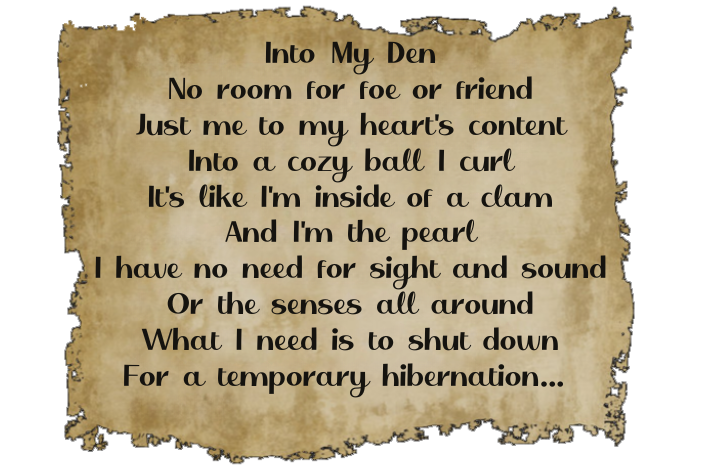 Into My Den
No room for foe or friend
Just me to my heart's content
Into a cozy ball I curl
It's like I'm inside of a clam
And I'm the pearl
I have no need for sight and sound
Or the senses all around
What I need is to shut down
For a temporary hibernation...